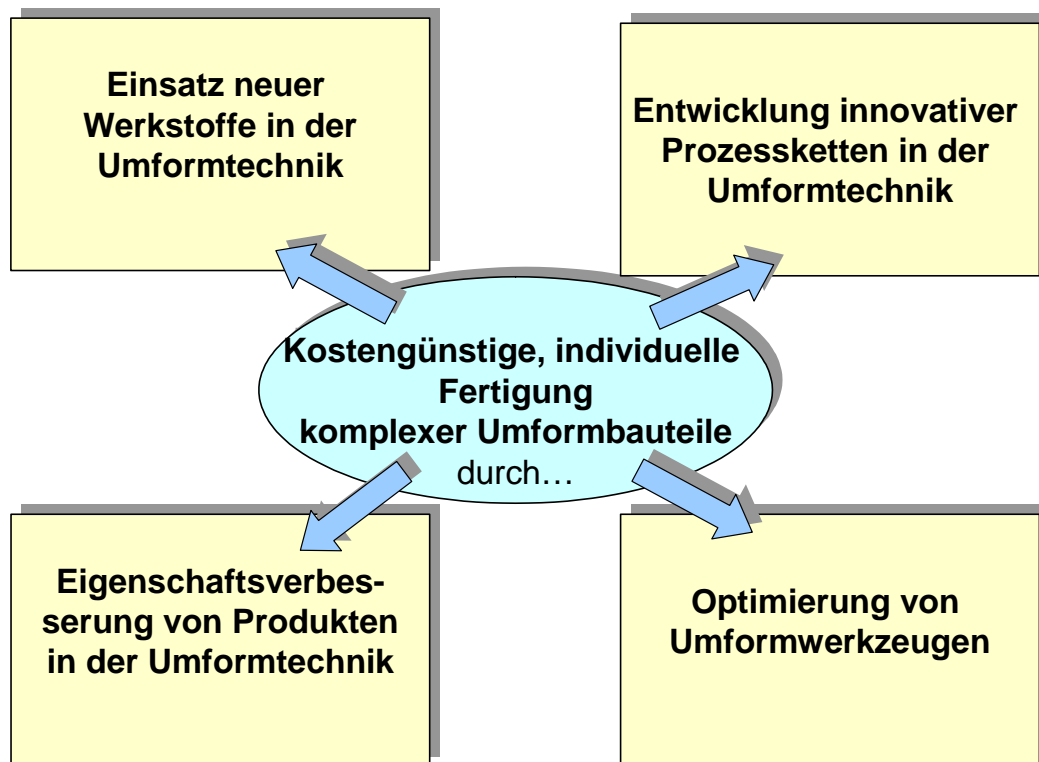 Einsatz neuer
Werkstoffe in der
Umformtechnik
Entwicklung innovativer
Prozessketten in der
Umformtechnik
Kostengünstige, individuelle
Fertigung
komplexer Umformbauteile
durch…
Eigenschaftsverbes-
serung von Produkten
in der Umformtechnik
Optimierung von
Umformwerkzeugen